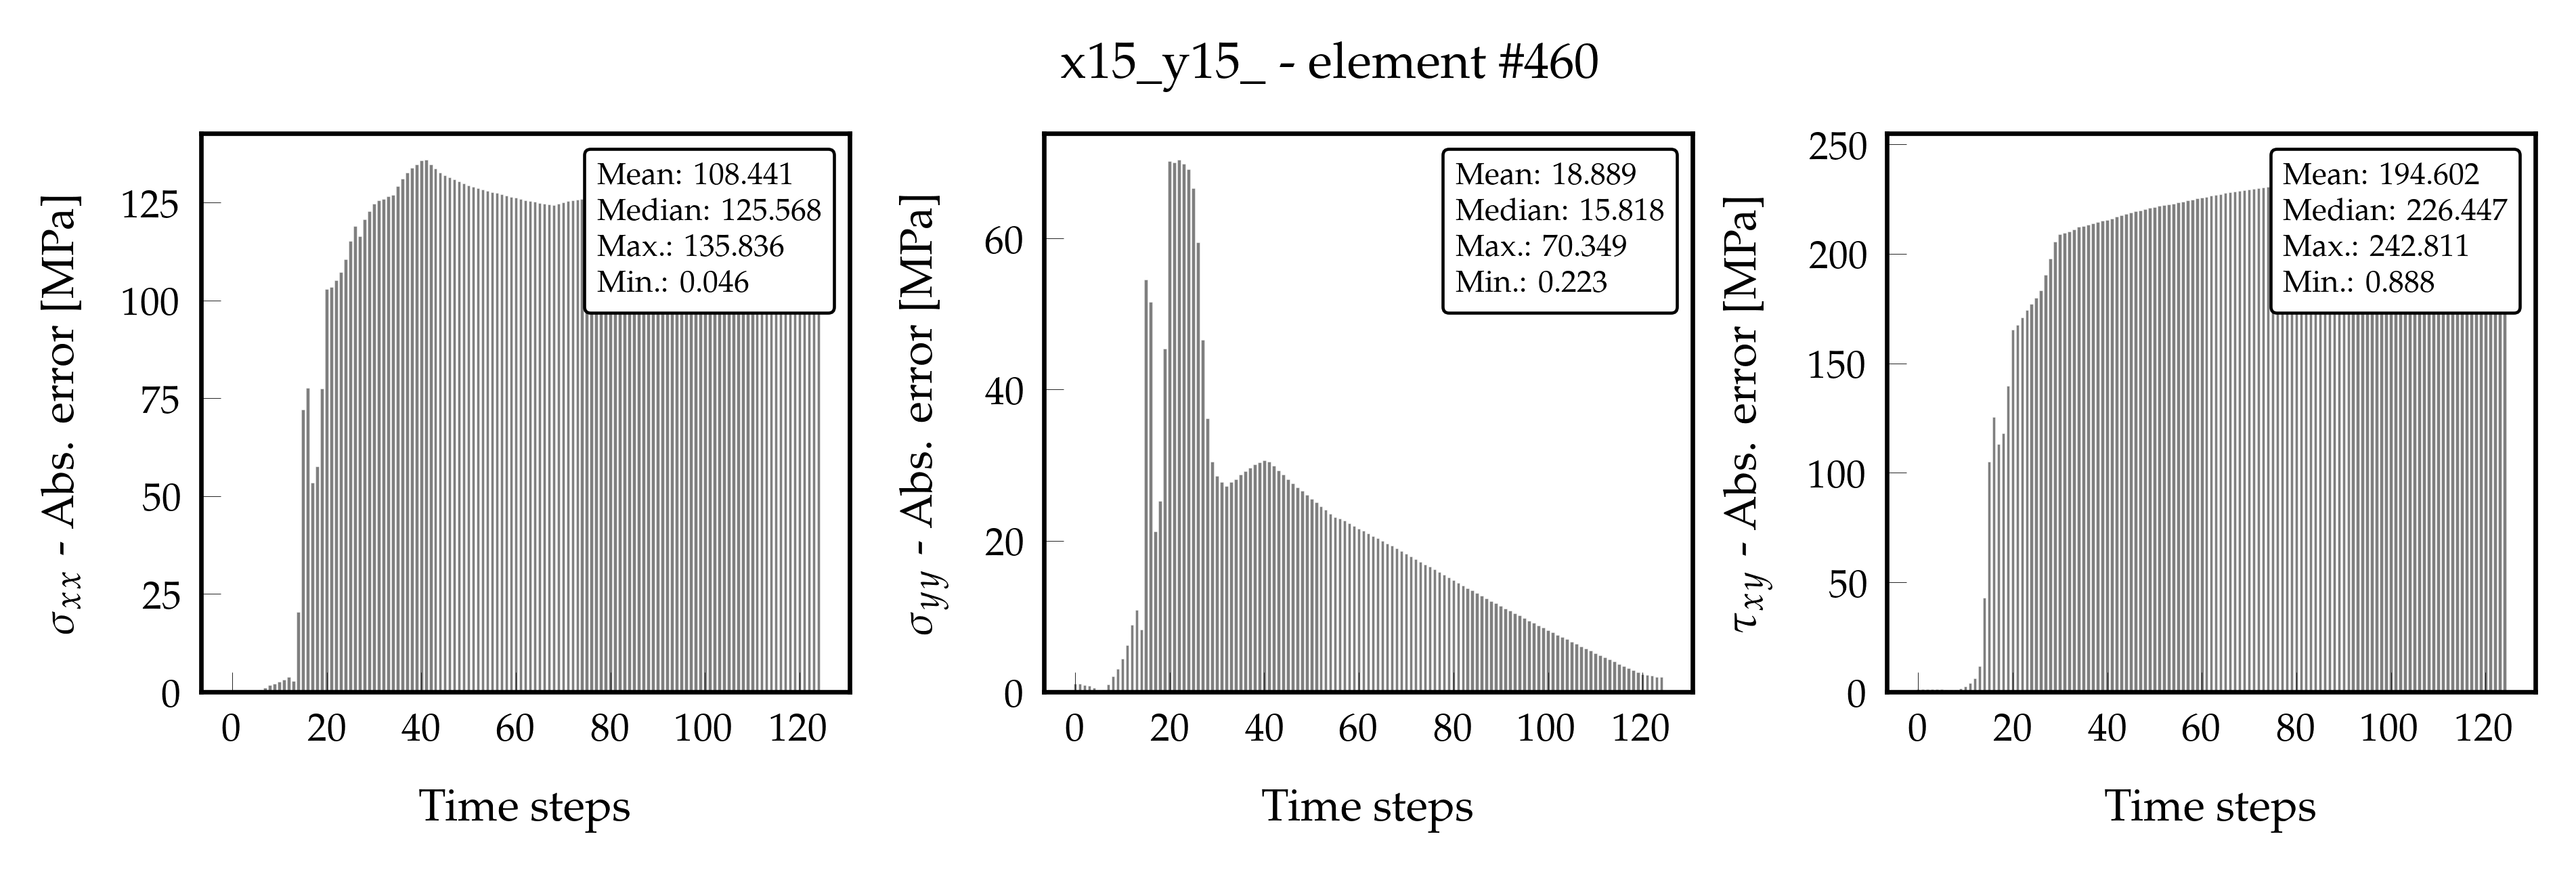 x15_y15_ - element #460
σxx - Abs. error [MPa]
125
100
75
50
25
0
0 20 40 60 80 100 120
Time steps
Mean: 108.441
Median: 125.568
Max.: 135.836
Min.: 0.046
σyy - Abs. error [MPa]
60
40
20
0
0 20 40 60 80 100 120
Time steps
Mean: 18.889
Median: 15.818
Max.: 70.349
Min.: 0.223
τxy - Abs. error [MPa]
250
200
150
100
50
0
0 20 40 60 80 100 120
Time steps
Mean: 194.602
Median: 226.447
Max.: 242.811
Min.: 0.888